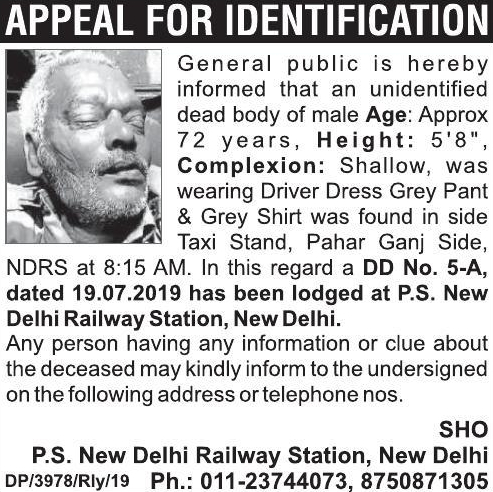 APPEAL FOR IDENTIFICATION
General public is hereby
informed that an unidentified
dead body of male Age: Approx
72 years, Height: 5'8",
Complexion: Shallow, was
wearing Driver Dress Grey Pant
& Grey Shirt was found in side
Taxi Stand, Pahar Ganj Side,
NDRS at 8:15 AM. In this regard a DD No. 5-A,
dated 19.07.2019 has been lodged at P.S. New
Delhi Railway Station, New Delhi.
Any person having any information or clue about
the deceased may kindly inform to the undersigned
on the following address or telephone nos.
SHO
P.S. New Delhi Railway Station, New Delhi
DP/3978/Rly/19 Ph.: 011-23744073, 8750871305